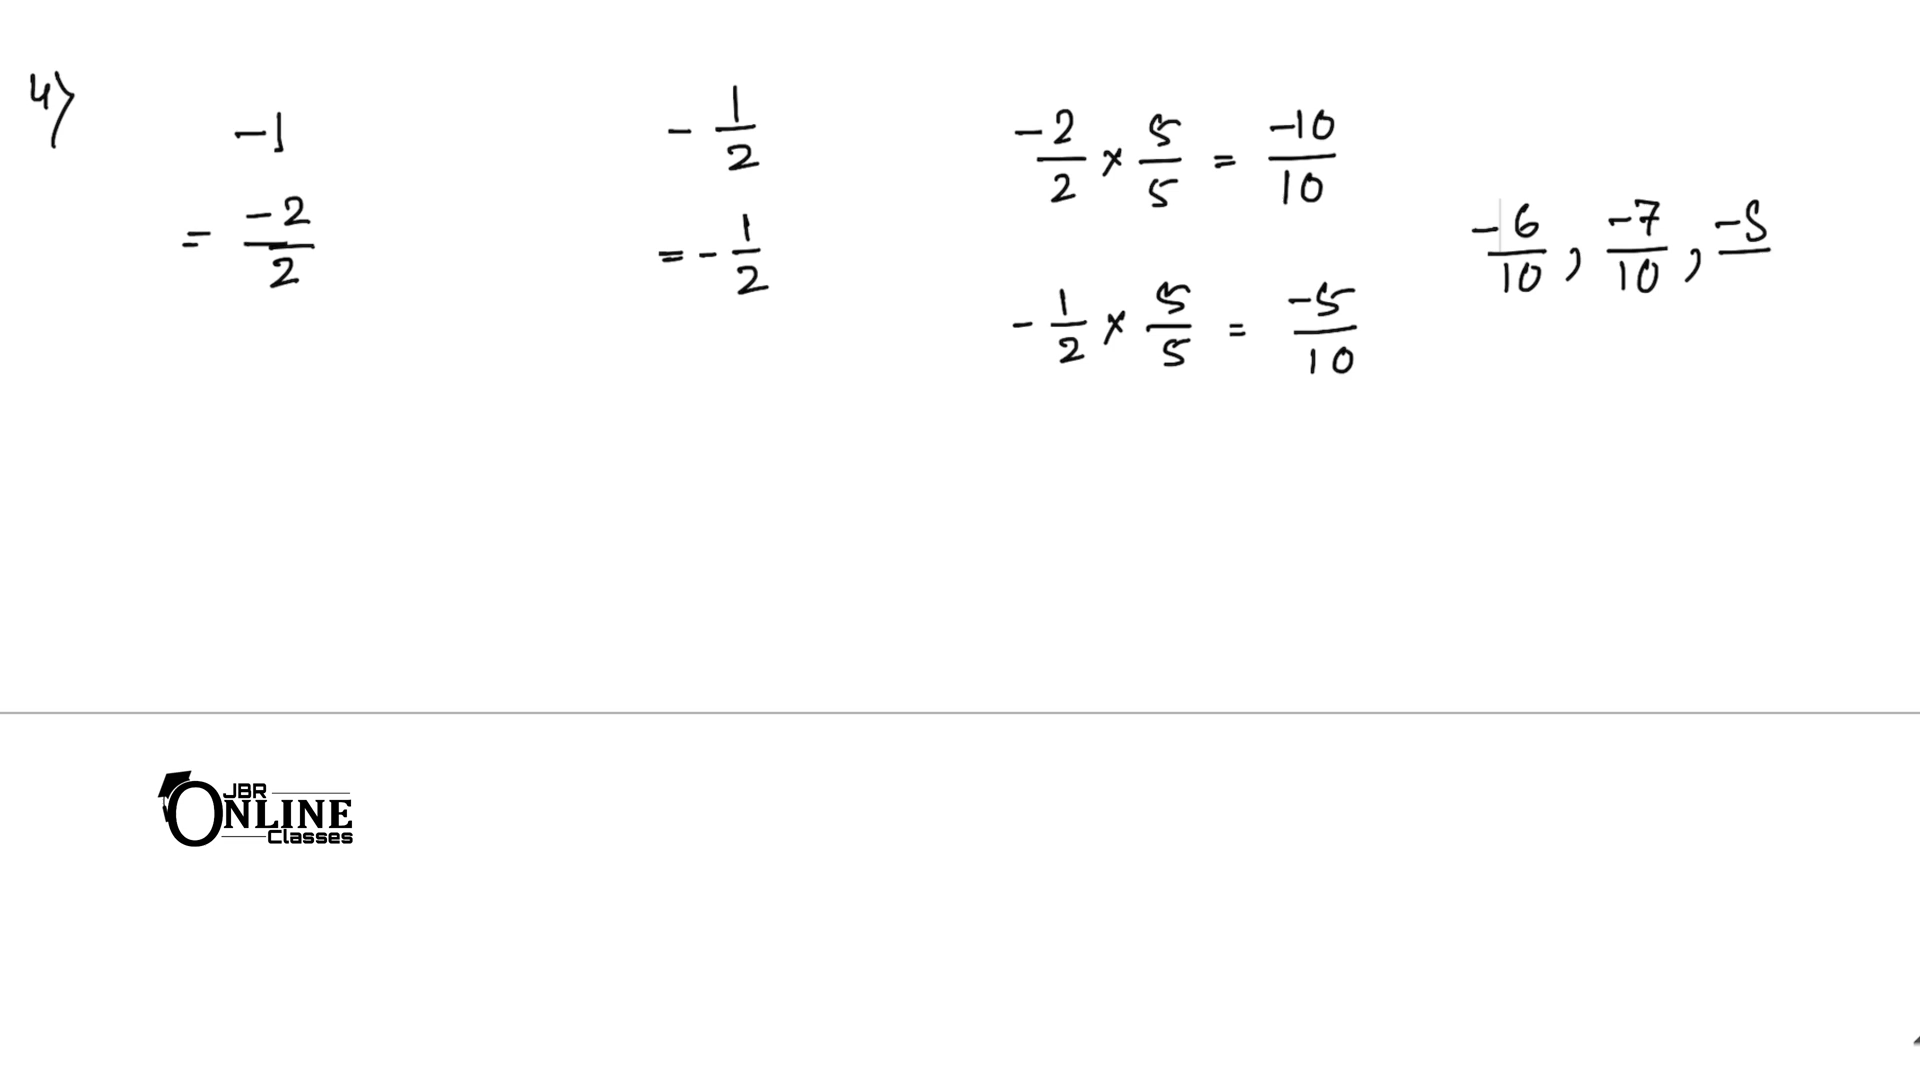 4)
-1
= -2/2
- 1/2
= - 1/2
-2/2 × 5/5 = -10/10
- 1/2 × 5/5 = -5/10
-6/10 , -7/10 ,
JBR
ONLINE
Classes